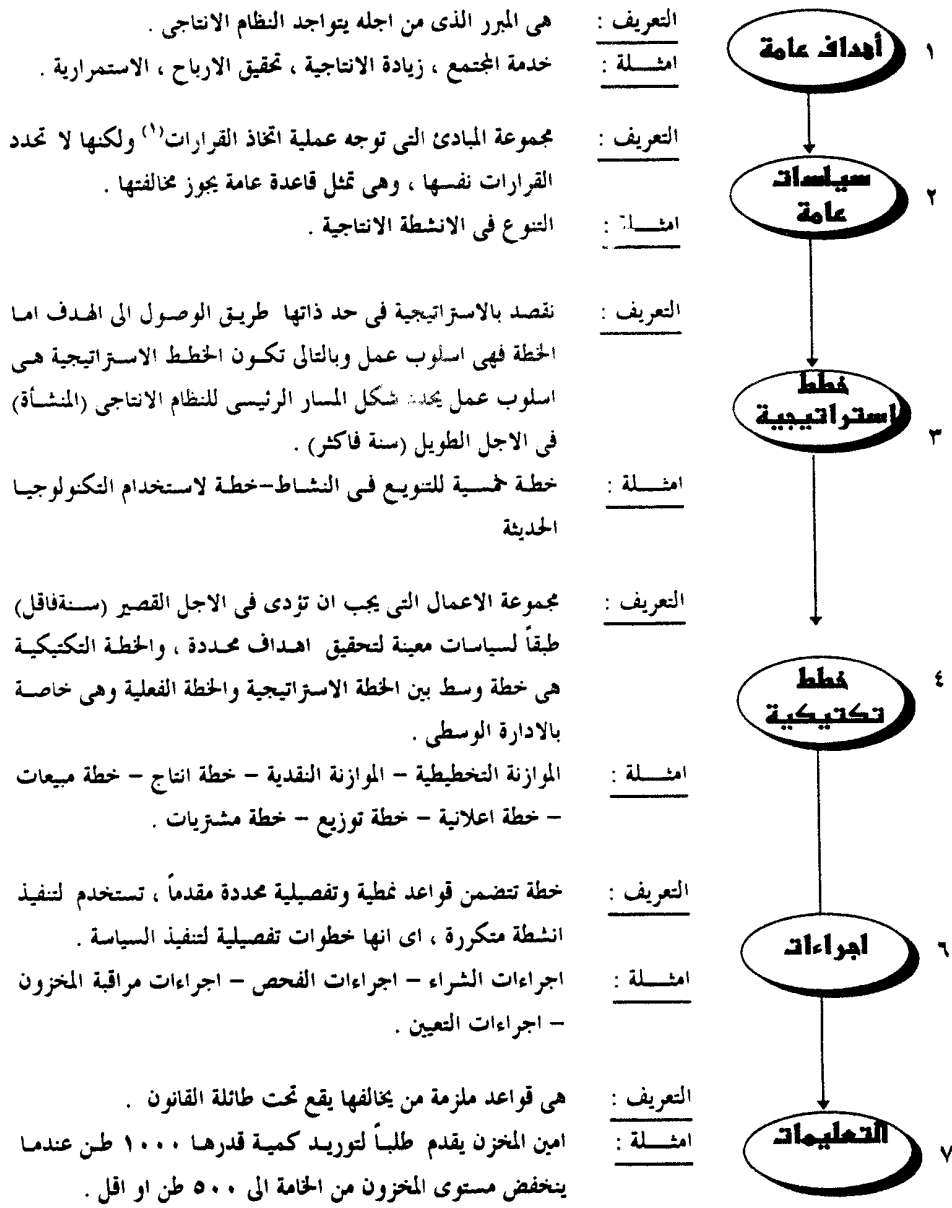 ١ أهداف عامة
التعريف : هى المبرر الذى من اجله يتواجد النظام الانتاجى .
امثـــلة : خدمة المجتمع ، زيادة الانتاجية ، تحقيق الارباح ، الاستمرارية .
٢ سياسات عامة
التعريف : مجموعة المبادئ التى توجه عملية اتخاذ القرارات(١) ولكنها لا تحدد
القرارات نفسها ، وهى تمثل قاعدة عامة يجوز مخالفتها .
امثـــلة : التنوع فى الانشطة الانتاجية .
٣ خطط استراتيجية
التعريف : نقصد بالاستراتيجية فى حد ذاتها طريق الوصول الى الهدف اما
الخطة فهى اسلوب عمل وبالتالى تكون الخطط الاستراتيجية هى
اسلوب عمل يحدد شكل المسار الرئيسى للنظام الانتاجى (المنشأة)
فى الاجل الطويل (سنة فاكثر) .
امثـــلة : خطة خمسية للتنويع فى النشاط-خطة لاستخدام التكنولوجيا
الحديثة
٤ خطط تكتيكية
التعريف : مجموعة الاعمال التى يجب ان تؤدى فى الاجل القصير (سنةفاقل)
طبقاً لسياسات معينة لتحقيق اهداف محددة ، والخطة التكتيكية
هى خطة وسط بين الخطة الاستراتيجية والخطة الفعلية وهى خاصة
بالادارة الوسطى .
امثـــلة : الموازنة التخطيطية – الموازنة النقدية – خطة انتاج – خطة مبيعات
– خطة اعلانية – خطة توزيع – خطة مشتريات .
٦ اجراءات
التعريف : خطة تتضمن قواعد نمطية وتفصيلية محددة مقدماً ، تستخدم لتنفيذ
انشطة متكررة ، اى انها خطوات تفصيلية لتنفيذ السياسة .
امثـــلة : اجراءات الشراء – اجراءات الفحص – اجراءات مراقبة المخزون
– اجراءات التعيين .
٧ التعليمات
التعريف : هى قواعد ملزمة من يخالفها يقع تحت طائلة القانون .
امثـــلة : امين المخزن يقدم طلباً لتوريد كمية قدرها ١٠٠٠ طن عندما
ينخفض مستوى المخزون من الخامة الى ٥٠٠ طن او اقل .